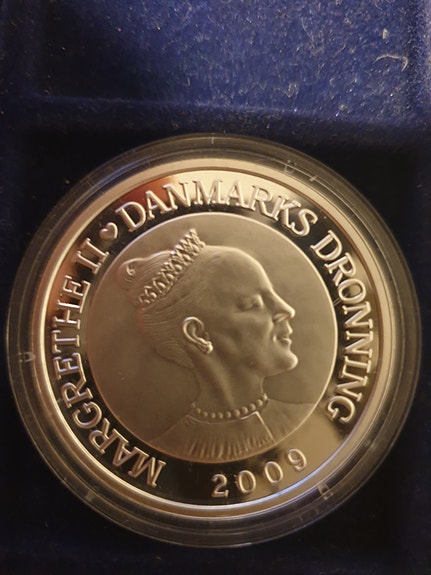 MARGRETHE II ♥ DANMARKS DRONNING
2009